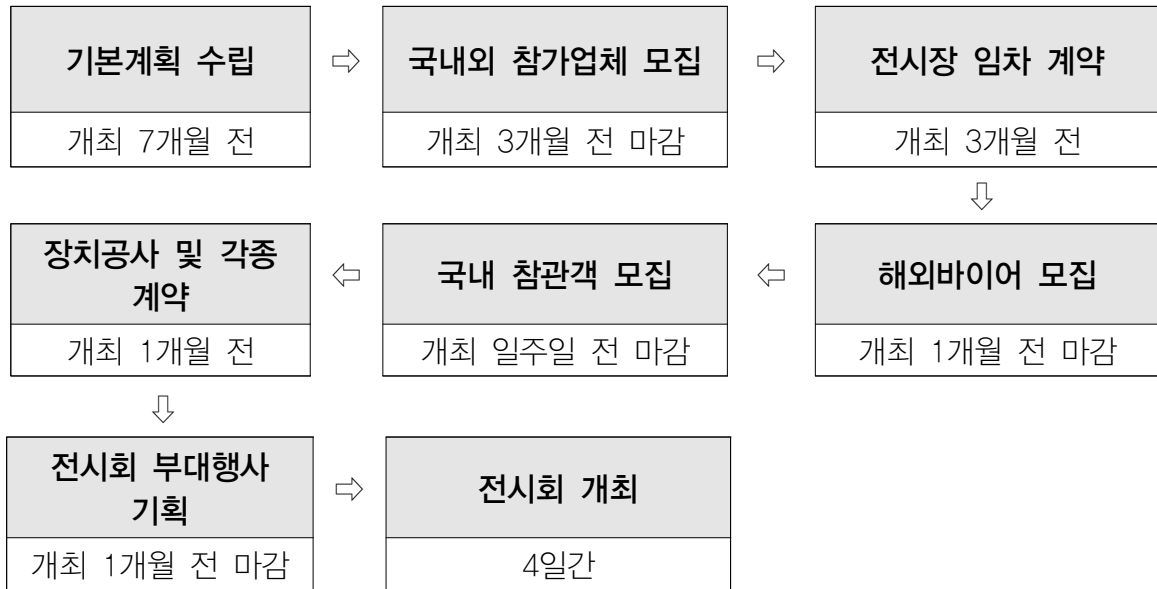 기본계획 수립
개최 7개월 전
⇨
국내외 참가업체 모집
개최 3개월 전 마감
⇨
전시장 임차 계약
개최 3개월 전
⇩
해외바이어 모집
개최 1개월 전 마감
⇦
국내 참관객 모집
개최 일주일 전 마감
⇦
장치공사 및 각종
계약
개최 1개월 전
⇩
전시회 부대행사
기획
개최 1개월 전 마감
⇨
전시회 개최
4일간